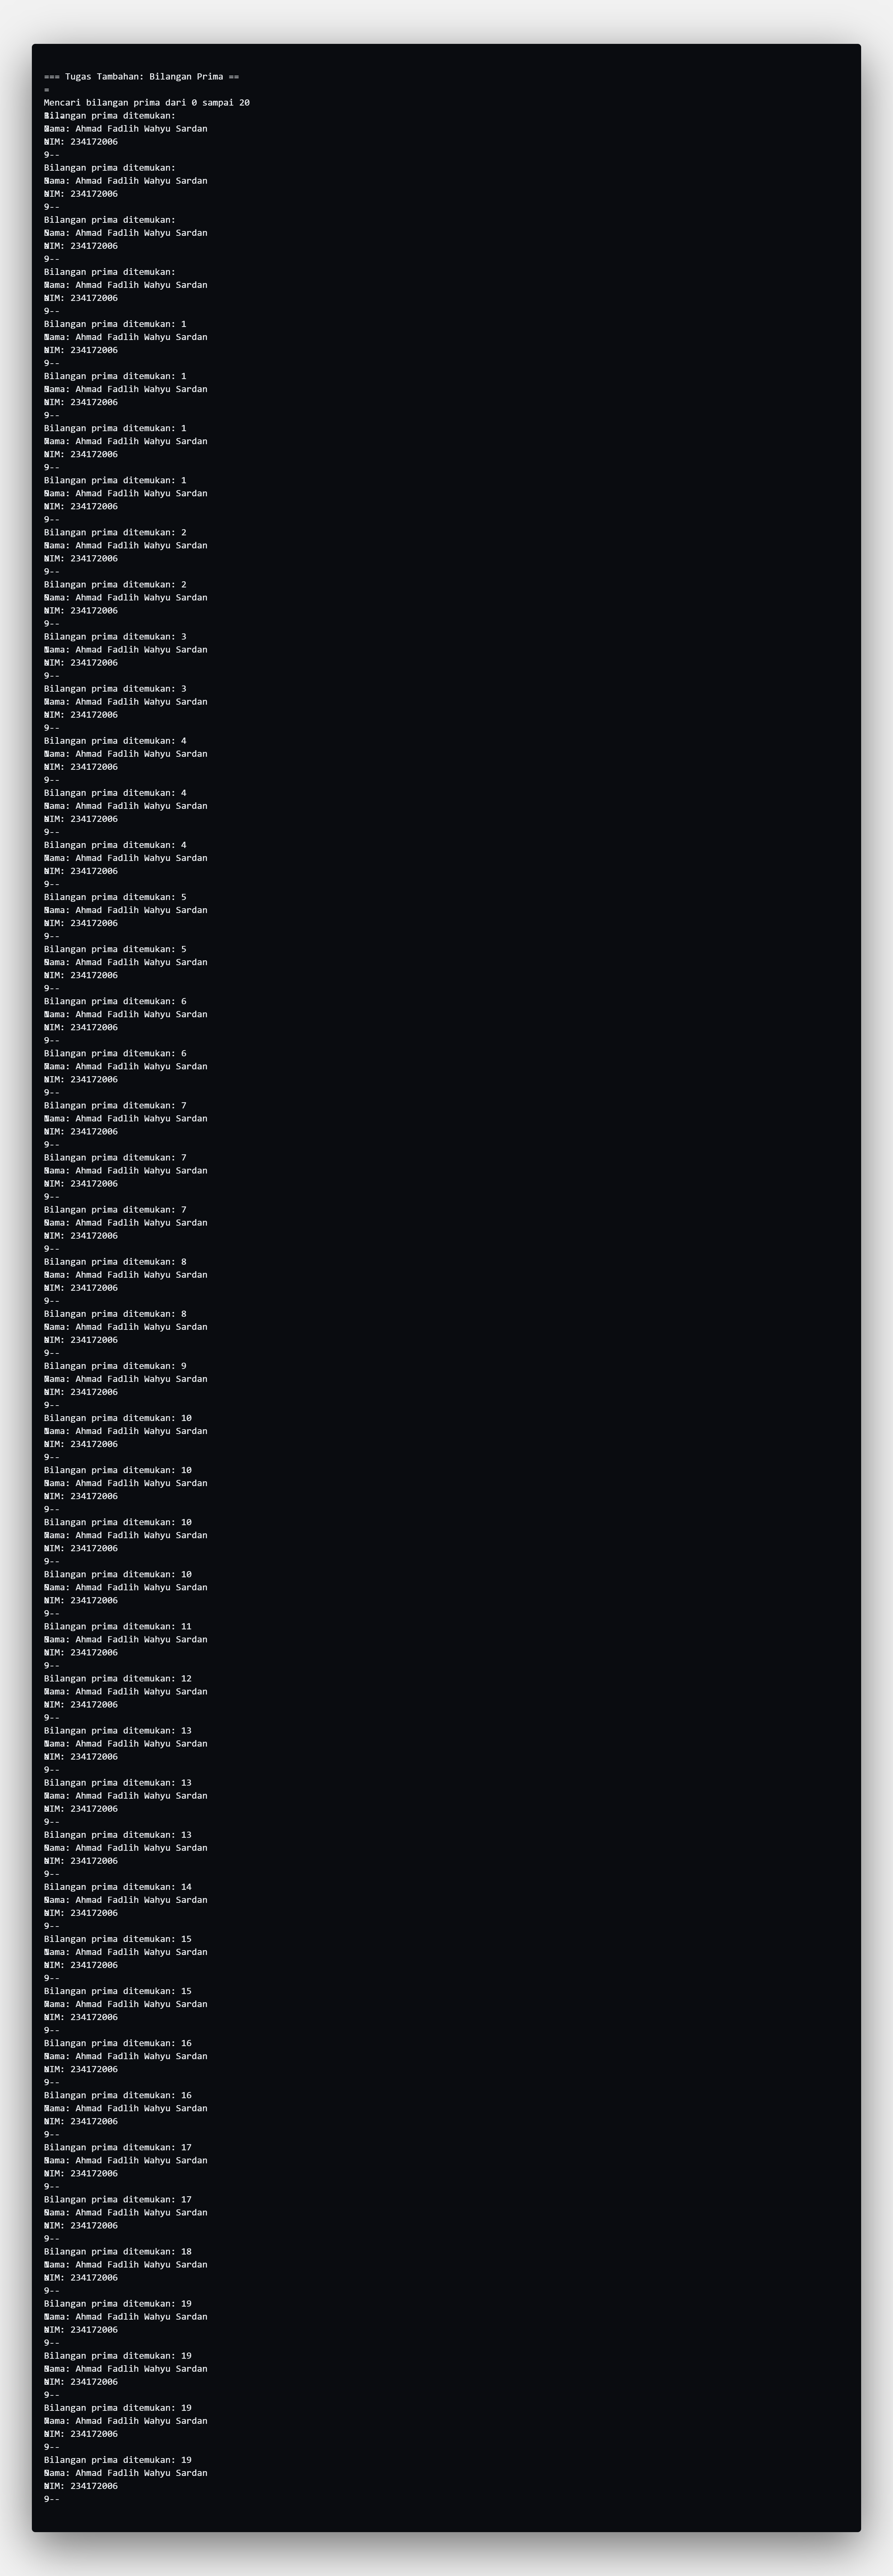 === Tugas Tambahan: Bilangan Prima ==
=
Mencari bilangan prima dari 0 sampai 20
Bilangan prima ditemukan:
Nama: Ahmad Fadlih Wahyu Sardan
NIM: 234172006
9--
Bilangan prima ditemukan:
Nama: Ahmad Fadlih Wahyu Sardan
NIM: 234172006
9--
Bilangan prima ditemukan:
Nama: Ahmad Fadlih Wahyu Sardan
NIM: 234172006
9--
Bilangan prima ditemukan:
Nama: Ahmad Fadlih Wahyu Sardan
NIM: 234172006
9--
Bilangan prima ditemukan: 1
Nama: Ahmad Fadlih Wahyu Sardan
NIM: 234172006
9--
Bilangan prima ditemukan: 1
Nama: Ahmad Fadlih Wahyu Sardan
NIM: 234172006
9--
Bilangan prima ditemukan: 1
Nama: Ahmad Fadlih Wahyu Sardan
NIM: 234172006
9--
Bilangan prima ditemukan: 1
Nama: Ahmad Fadlih Wahyu Sardan
NIM: 234172006
9--
Bilangan prima ditemukan: 2
Nama: Ahmad Fadlih Wahyu Sardan
NIM: 234172006
9--
Bilangan prima ditemukan: 2
Nama: Ahmad Fadlih Wahyu Sardan
NIM: 234172006
9--
Bilangan prima ditemukan: 3
Nama: Ahmad Fadlih Wahyu Sardan
NIM: 234172006
9--
Bilangan prima ditemukan: 3
Nama: Ahmad Fadlih Wahyu Sardan
NIM: 234172006
9--
Bilangan prima ditemukan: 4
Nama: Ahmad Fadlih Wahyu Sardan
NIM: 234172006
9--
Bilangan prima ditemukan: 4
Nama: Ahmad Fadlih Wahyu Sardan
NIM: 234172006
9--
Bilangan prima ditemukan: 4
Nama: Ahmad Fadlih Wahyu Sardan
NIM: 234172006
9--
Bilangan prima ditemukan: 5
Nama: Ahmad Fadlih Wahyu Sardan
NIM: 234172006
9--
Bilangan prima ditemukan: 5
Nama: Ahmad Fadlih Wahyu Sardan
NIM: 234172006
9--
Bilangan prima ditemukan: 6
Nama: Ahmad Fadlih Wahyu Sardan
NIM: 234172006
9--
Bilangan prima ditemukan: 6
Nama: Ahmad Fadlih Wahyu Sardan
NIM: 234172006
9--
Bilangan prima ditemukan: 7
Nama: Ahmad Fadlih Wahyu Sardan
NIM: 234172006
9--
Bilangan prima ditemukan: 7
Nama: Ahmad Fadlih Wahyu Sardan
NIM: 234172006
9--
Bilangan prima ditemukan: 7
Nama: Ahmad Fadlih Wahyu Sardan
NIM: 234172006
9--
Bilangan prima ditemukan: 8
Nama: Ahmad Fadlih Wahyu Sardan
NIM: 234172006
9--
Bilangan prima ditemukan: 8
Nama: Ahmad Fadlih Wahyu Sardan
NIM: 234172006
9--
Bilangan prima ditemukan: 9
Nama: Ahmad Fadlih Wahyu Sardan
NIM: 234172006
9--
Bilangan prima ditemukan: 10
Nama: Ahmad Fadlih Wahyu Sardan
NIM: 234172006
9--
Bilangan prima ditemukan: 10
Nama: Ahmad Fadlih Wahyu Sardan
NIM: 234172006
9--
Bilangan prima ditemukan: 10
Nama: Ahmad Fadlih Wahyu Sardan
NIM: 234172006
9--
Bilangan prima ditemukan: 10
Nama: Ahmad Fadlih Wahyu Sardan
NIM: 234172006
9--
Bilangan prima ditemukan: 11
Nama: Ahmad Fadlih Wahyu Sardan
NIM: 234172006
9--
Bilangan prima ditemukan: 12
Nama: Ahmad Fadlih Wahyu Sardan
NIM: 234172006
9--
Bilangan prima ditemukan: 13
Nama: Ahmad Fadlih Wahyu Sardan
NIM: 234172006
9--
Bilangan prima ditemukan: 13
Nama: Ahmad Fadlih Wahyu Sardan
NIM: 234172006
9--
Bilangan prima ditemukan: 13
Nama: Ahmad Fadlih Wahyu Sardan
NIM: 234172006
9--
Bilangan prima ditemukan: 14
Nama: Ahmad Fadlih Wahyu Sardan
NIM: 234172006
9--
Bilangan prima ditemukan: 15
Nama: Ahmad Fadlih Wahyu Sardan
NIM: 234172006
9--
Bilangan prima ditemukan: 15
Nama: Ahmad Fadlih Wahyu Sardan
NIM: 234172006
9--
Bilangan prima ditemukan: 16
Nama: Ahmad Fadlih Wahyu Sardan
NIM: 234172006
9--
Bilangan prima ditemukan: 16
Nama: Ahmad Fadlih Wahyu Sardan
NIM: 234172006
9--
Bilangan prima ditemukan: 17
Nama: Ahmad Fadlih Wahyu Sardan
NIM: 234172006
9--
Bilangan prima ditemukan: 17
Nama: Ahmad Fadlih Wahyu Sardan
NIM: 234172006
9--
Bilangan prima ditemukan: 18
Nama: Ahmad Fadlih Wahyu Sardan
NIM: 234172006
9--
Bilangan prima ditemukan: 19
Nama: Ahmad Fadlih Wahyu Sardan
NIM: 234172006
9--
Bilangan prima ditemukan: 19
Nama: Ahmad Fadlih Wahyu Sardan
NIM: 234172006
9--
Bilangan prima ditemukan: 19
Nama: Ahmad Fadlih Wahyu Sardan
NIM: 234172006
9--
Bilangan prima ditemukan: 19
Nama: Ahmad Fadlih Wahyu Sardan
NIM: 234172006
9--